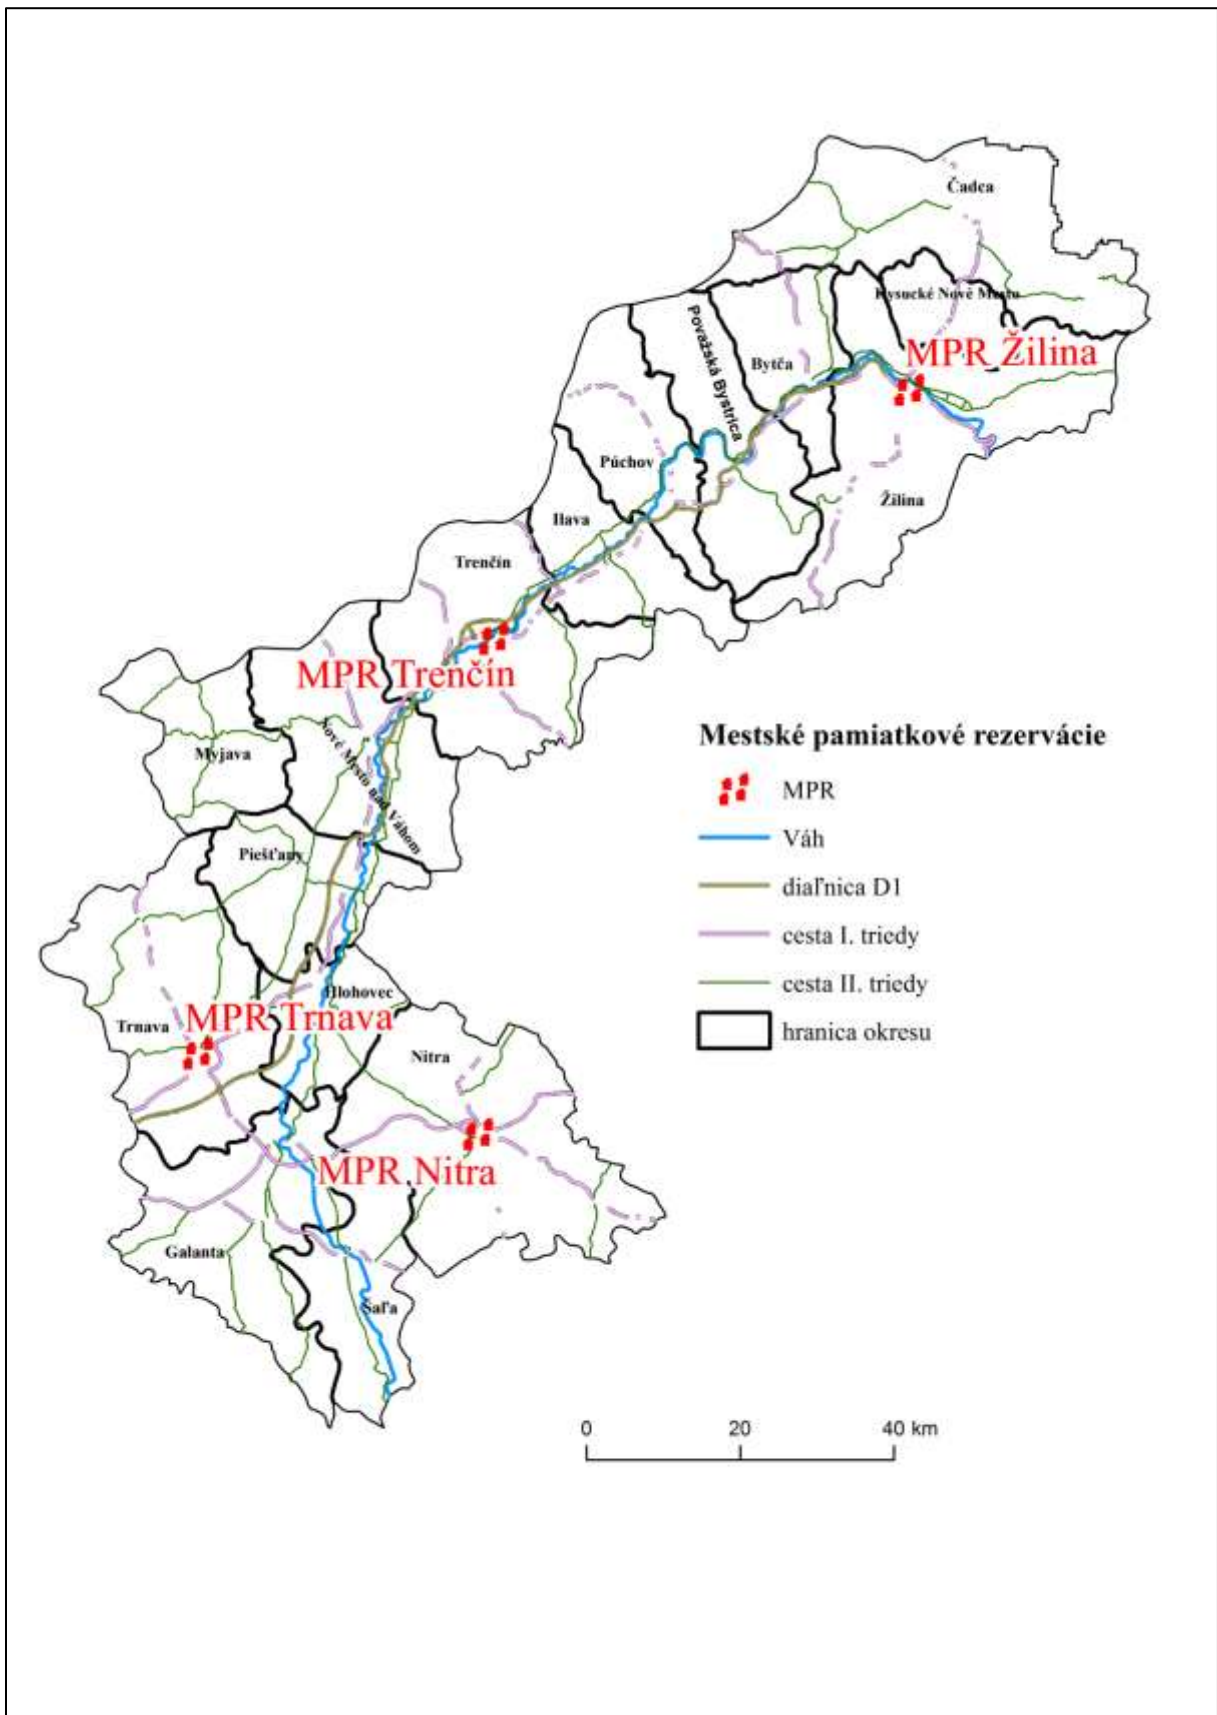 Čadca
Kysucké Nové Mesto
MPR Žilina
Považská Bystrica
Bytča
Púchov
Žilina
Ilava
Trenčín
MPR Trenčín
Nové Mesto nad Váhom
Myjava
Piešťany
Hlohovec
MPR Trnava
Trnava
Nitra
MPR Nitra
Galanta
Šaľa
Mestské pamiatkové rezervácie
MPR
Váh
diaľnica D1
cesta I. triedy
cesta II. triedy
hranica okresu
0 20 40 km